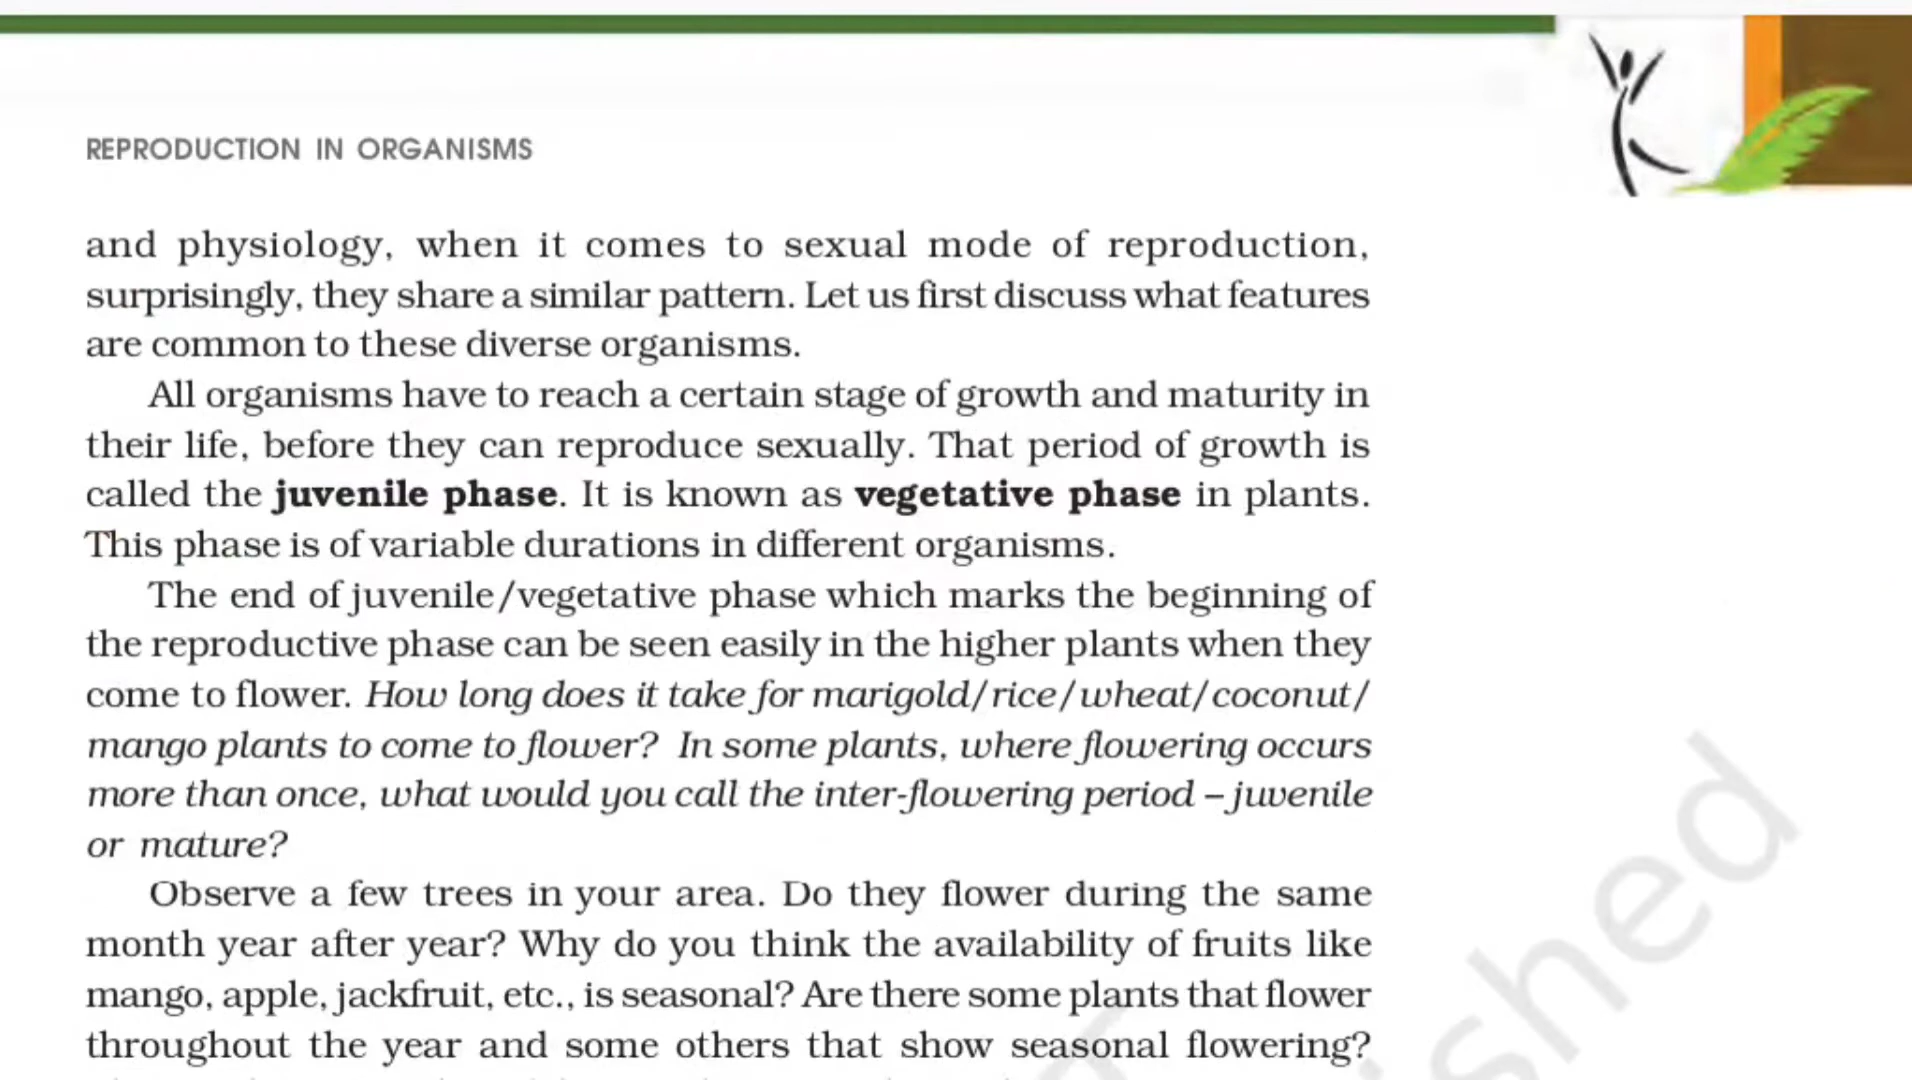 REPRODUCTION IN ORGANISMS
and physiology, when it comes to sexual mode of reproduction,
surprisingly, they share a similar pattern. Let us first discuss what features
are common to these diverse organisms.
All organisms have to reach a certain stage of growth and maturity in
their life, before they can reproduce sexually. That period of growth is
called the juvenile phase. It is known as vegetative phase in plants.
This phase is of variable durations in different organisms.
The end of juvenile/vegetative phase which marks the beginning of
the reproductive phase can be seen easily in the higher plants when they
come to flower. How long does it take for marigold/rice/wheat/coconut/
mango plants to come to flower? In some plants, where flowering occurs
more than once, what would you call the inter-flowering period – juvenile
or mature?
Observe a few trees in your area. Do they flower during the same
month year after year? Why do you think the availability of fruits like
mango, apple, jackfruit, etc., is seasonal? Are there some plants that flower
throughout the year and some others that show seasonal flowering?